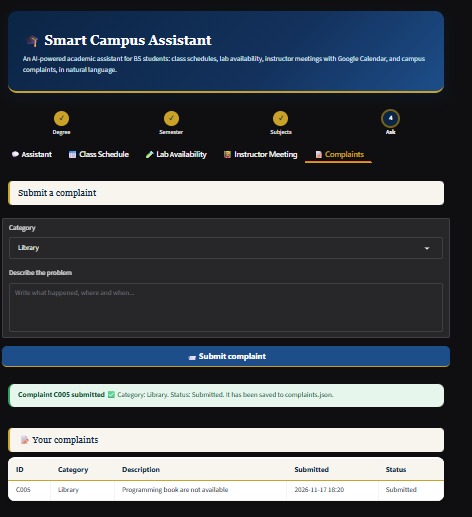 Smart Campus Assistant
An AI-powered academic assistant for BS students: class schedules, lab availability, instructor meetings with Google Calendar, and campus
complaints, in natural language.
✓ ✓ ✓ 4
Degree Semester Subjects Ask
Assistant Class Schedule Lab Availability Instructor Meeting Complaints
Submit a complaint
Category
Library
Describe the problem
Write what happened, where and when...
Submit complaint
Complaint C005 submitted ✅ Category: Library. Status: Submitted. It has been saved to complaints.json.
Your complaints
ID Category Description Submitted Status
C005 Library Programming book are not available 2026-11-17 18:20 Submitted